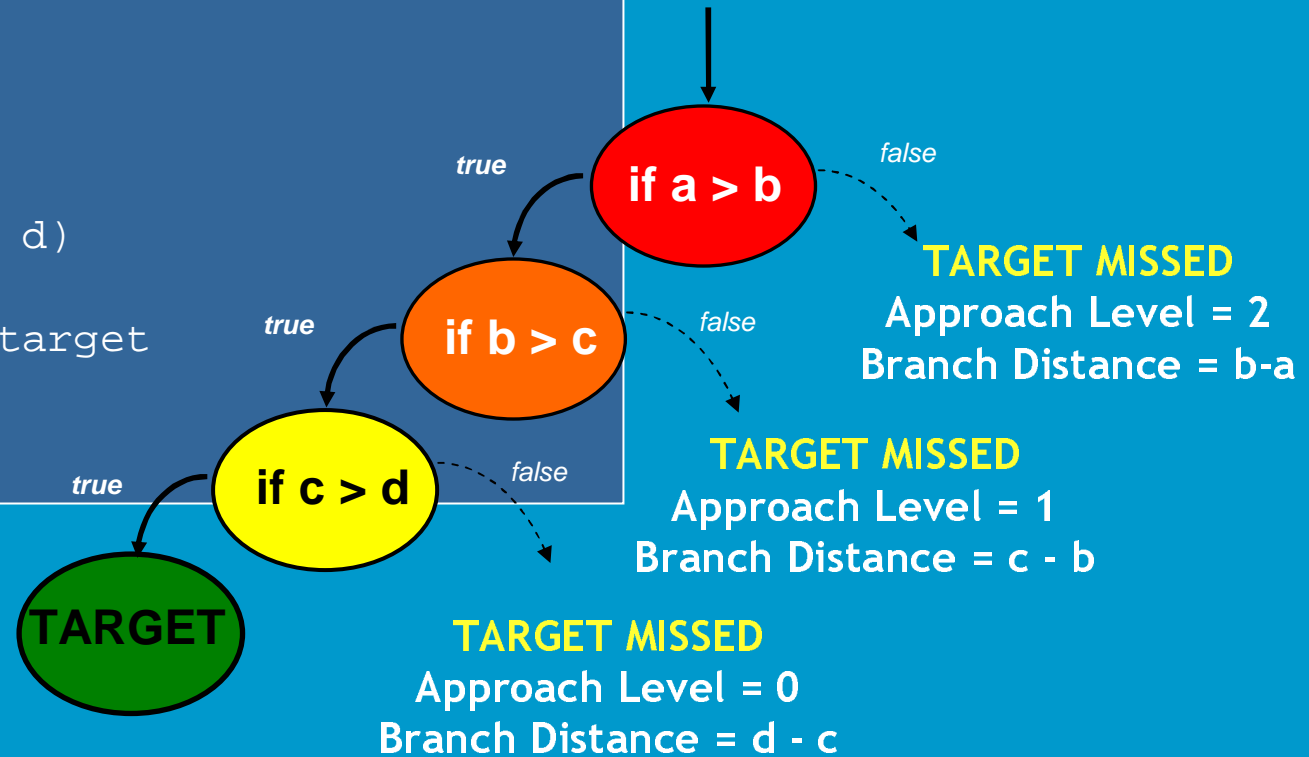 true
false
if a > b
d)
TARGET MISSED
Approach Level = 2
Branch Distance = b-a
target
true
if b > c
false
TARGET MISSED
Approach Level = 1
Branch Distance = c - b
true
if c > d
false
TARGET
TARGET MISSED
Approach Level = 0
Branch Distance = d - c